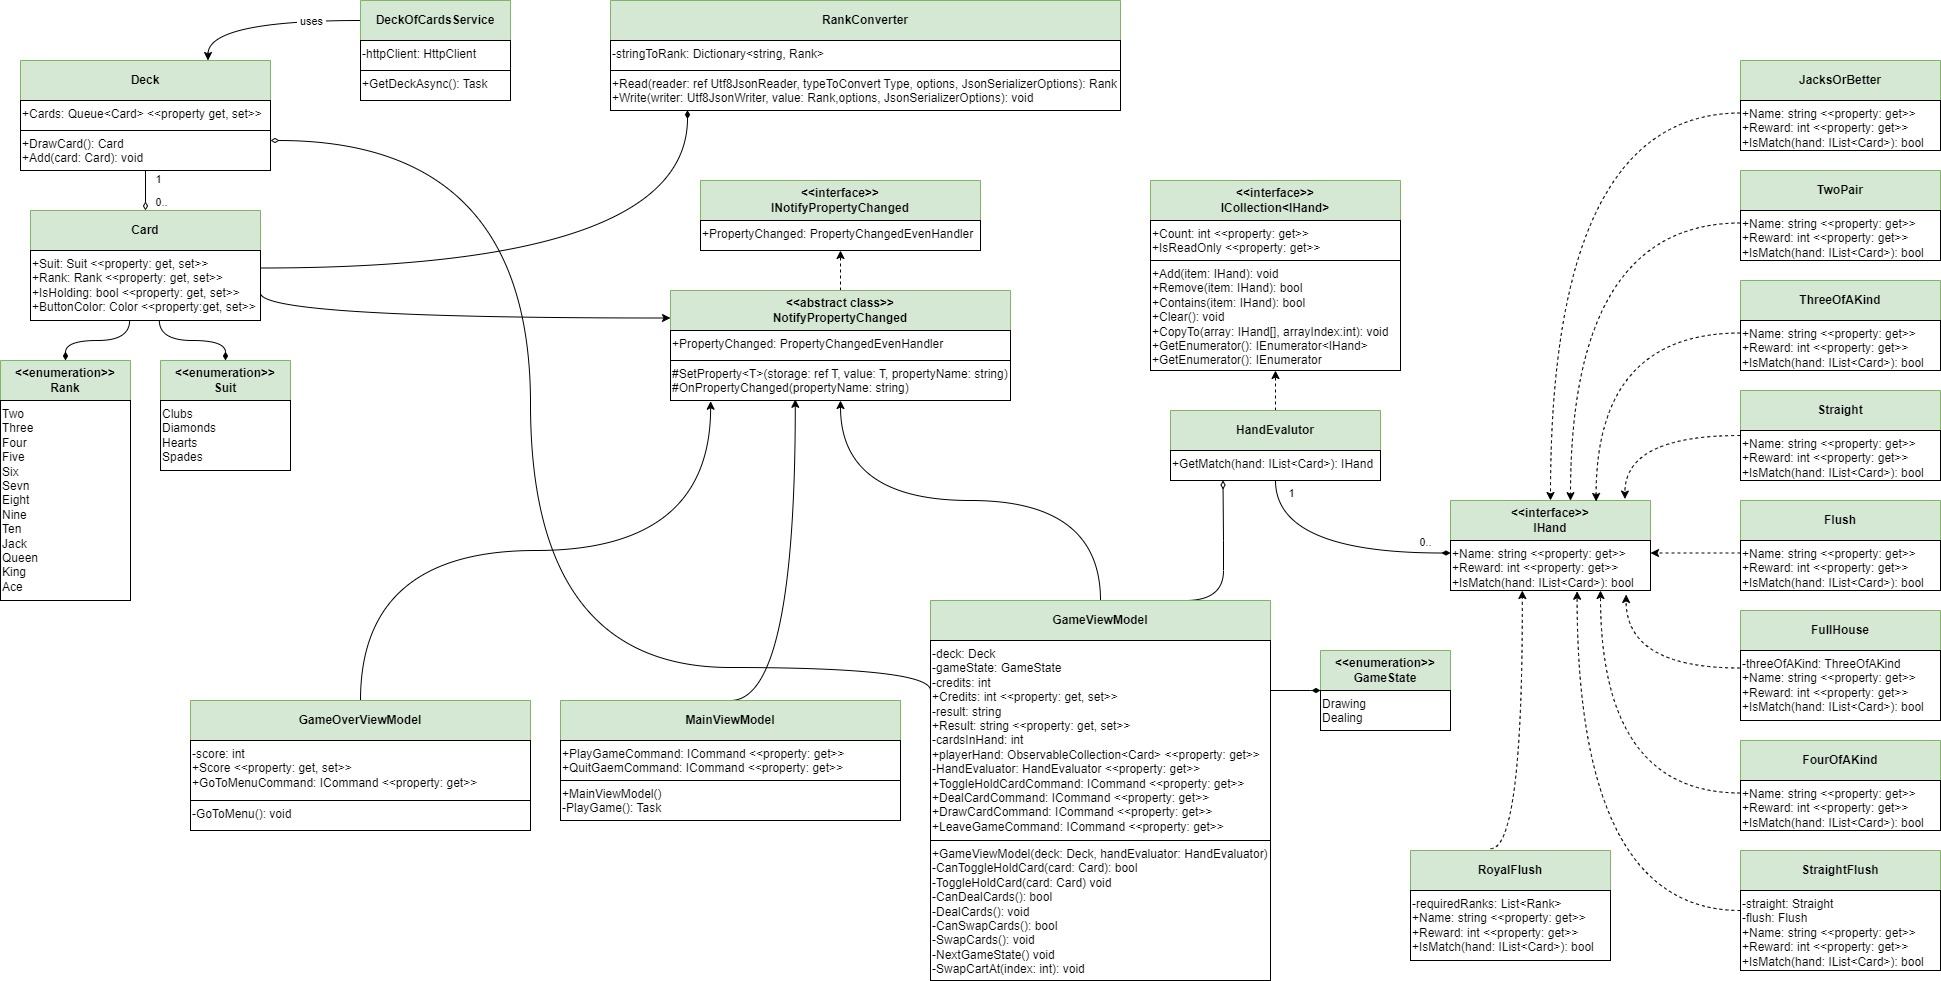 DeckOfCardsService
-httpClient: HttpClient
+GetDeckAsync(): Task
uses
RankConverter
-stringToRank: Dictionary<string, Rank>
+Read(reader: ref Utf8JsonReader, typeToConvert Type, options, JsonSerializerOptions): Rank
+Write(writer: Utf8JsonWriter, value: Rank,options, JsonSerializerOptions): void
Deck
+Cards: Queue<Card> <<property get, set>>
+DrawCard(): Card
+Add(card: Card): void
1
0..
Card
+Suit: Suit <<property: get, set>>
+Rank: Rank <<property: get, set>>
+IsHolding: bool <<property: get, set>>
+ButtonColor: Color <<property:get, set>>
<<enumeration>>
Rank
Two
Three
Four
Five
Six
Sevn
Eight
Nine
Ten
Jack
Queen
King
Ace
<<enumeration>>
Suit
Clubs
Diamonds
Hearts
Spades
<<interface>>
INotifyPropertyChanged
+PropertyChanged: PropertyChangedEvenHandler
<<abstract class>>
NotifyPropertyChanged
+PropertyChanged: PropertyChangedEvenHandler
#SetProperty<T>(storage: ref T, value: T, propertyName: string)
#OnPropertyChanged(propertyName: string)
<<interface>>
ICollection<IHand>
+Count: int <<property: get>>
+IsReadOnly <<property: get>>
+Add(item: IHand): void
+Remove(item: IHand): bool
+Contains(item: IHand): bool
+Clear(): void
+CopyTo(array: IHand[], arrayIndex:int): void
+GetEnumerator(): IEnumerator<IHand>
+GetEnumerator(): IEnumerator
HandEvalutor
+GetMatch(hand: IList<Card>): IHand
1
0..
<<interface>>
IHand
+Name: string <<property: get>>
+Reward: int <<property: get>>
+IsMatch(hand: IList<Card>): bool
JacksOrBetter
+Name: string <<property: get>>
+Reward: int <<property: get>>
+IsMatch(hand: IList<Card>): bool
TwoPair
+Name: string <<property: get>>
+Reward: int <<property: get>>
+IsMatch(hand: IList<Card>): bool
ThreeOfAKind
+Name: string <<property: get>>
+Reward: int <<property: get>>
+IsMatch(hand: IList<Card>): bool
Straight
+Name: string <<property: get>>
+Reward: int <<property: get>>
+IsMatch(hand: IList<Card>): bool
Flush
+Name: string <<property: get>>
+Reward: int <<property: get>>
+IsMatch(hand: IList<Card>): bool
FullHouse
-threeOfAKind: ThreeOfAKind
+Name: string <<property: get>>
+Reward: int <<property: get>>
+IsMatch(hand: IList<Card>): bool
FourOfAKind
+Name: string <<property: get>>
+Reward: int <<property: get>>
+IsMatch(hand: IList<Card>): bool
StraightFlush
-straight: Straight
-flush: Flush
+Name: string <<property: get>>
+Reward: int <<property: get>>
+IsMatch(hand: IList<Card>): bool
RoyalFlush
-requiredRanks: List<Rank>
+Name: string <<property: get>>
+Reward: int <<property: get>>
+IsMatch(hand: IList<Card>): bool
GameOverViewModel
-score: int
+Score <<property: get, set>>
+GoToMenuCommand: ICommand <<property: get>>
-GoToMenu(): void
MainViewModel
+PlayGameCommand: ICommand <<property: get>>
+QuitGaemCommand: ICommand <<property: get>>
+MainViewModel()
-PlayGame(): Task
GameViewModel
-deck: Deck
-gameState: GameState
-credits: int
+Credits: int <<property: get, set>>
-result: string
+Result: string <<property: get, set>>
-cardsInHand: int
+playerHand: ObservableCollection<Card> <<property: get>>
-HandEvaluator: HandEvaluator <<property: get>>
+ToggleHoldCardCommand: ICommand <<property: get>>
+DealCardCommand: ICommand <<property: get>>
+DrawCardCommand: ICommand <<property: get>>
+LeaveGameCommand: ICommand <<property: get>>
+GameViewModel(deck: Deck, handEvaluator: HandEvaluator)
-CanToggleHoldCard(card: Card): bool
-ToggleHoldCard(card: Card) void
-CanDealCards(): bool
-DealCards(): void
-CanSwapCards(): bool
-SwapCards(): void
-NextGameState() void
-SwapCartAt(index: int): void
<<enumeration>>
GameState
Drawing
Dealing